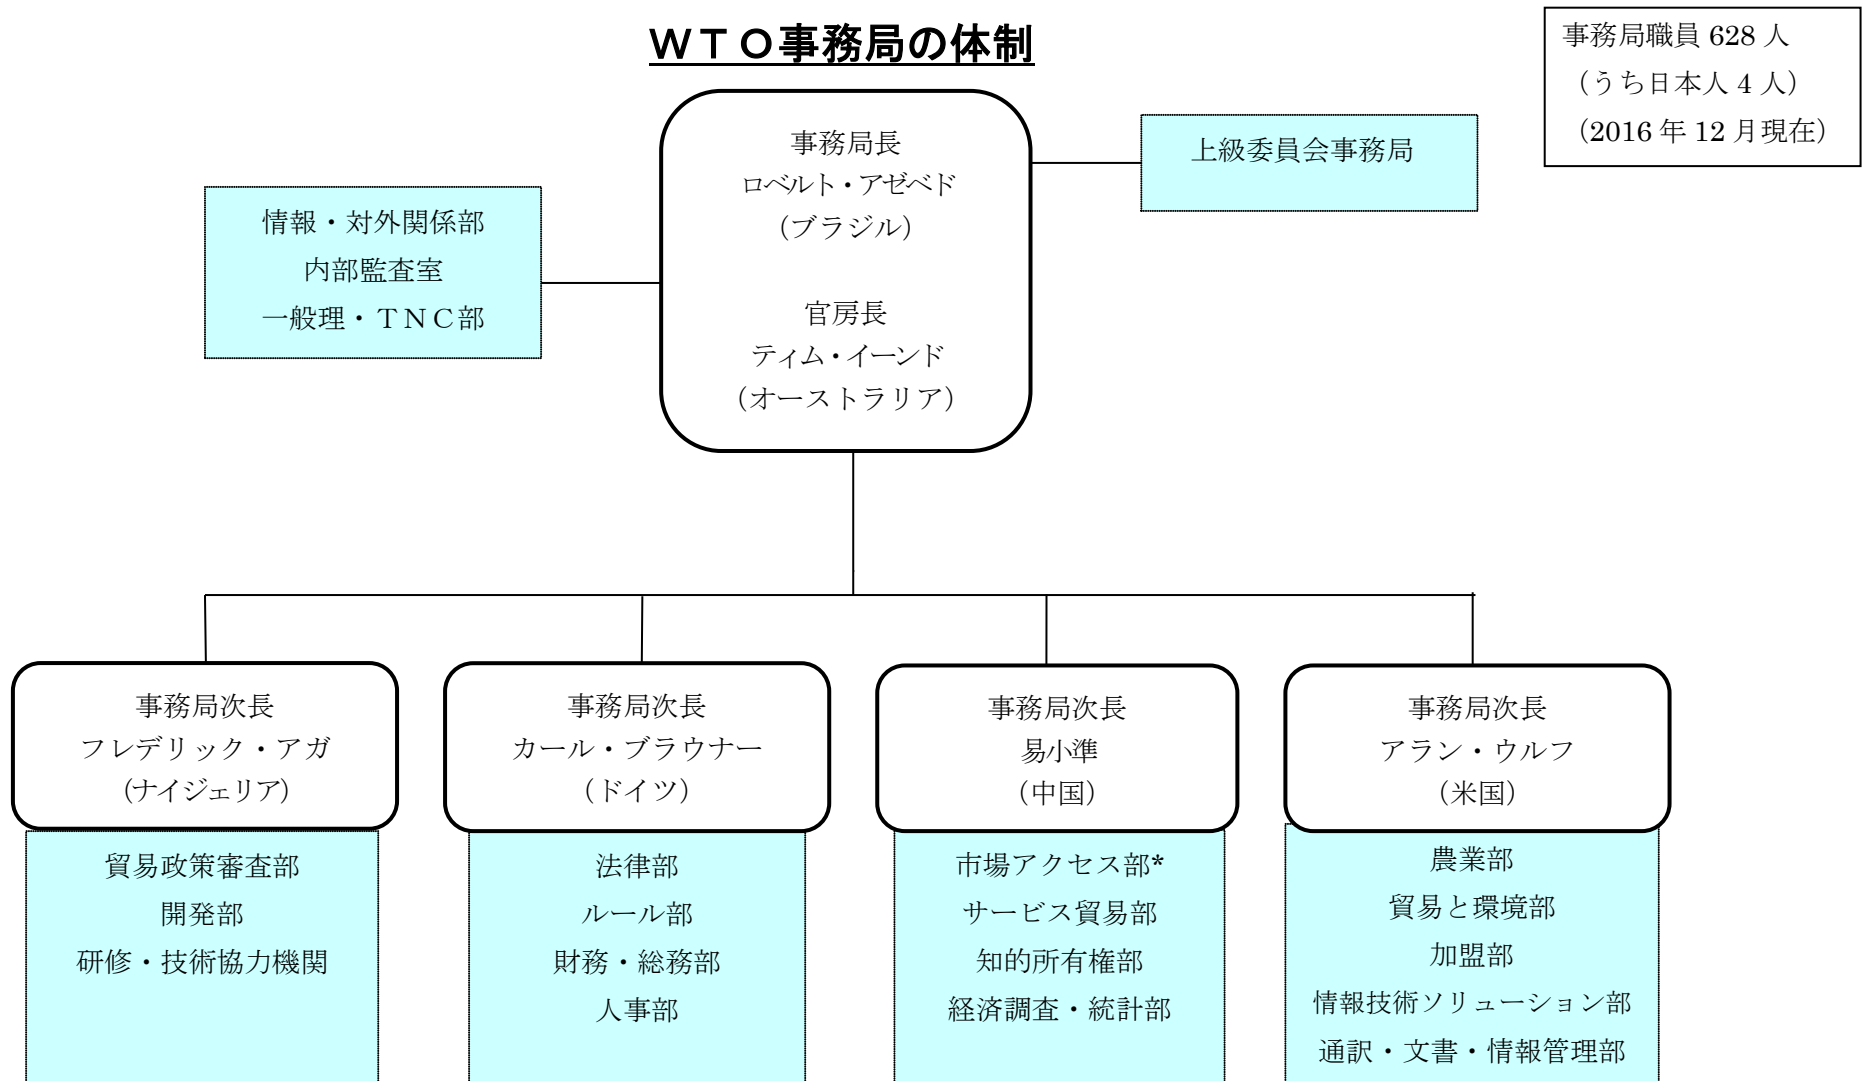 WTO事務局の体制
事務局職員 628 人
（うち日本人 4 人）
（2016 年 12 月現在）
事務局長
ロベルト・アゼベド
（ブラジル）
官房長
ティム・イーンド
（オーストラリア）
上級委員会事務局
情報・対外関係部
内部監査室
一般理・ＴＮＣ部
事務局次長
フレデリック・アガ
（ナイジェリア）
貿易政策審査部
開発部
研修・技術協力機関
事務局次長
カール・ブラウナー
（ドイツ）
法律部
ルール部
財務・総務部
人事部
事務局次長
易小準
（中国）
市場アクセス部*
サービス貿易部
知的所有権部
経済調査・統計部
事務局次長
アラン・ウルフ
（米国）
農業部
貿易と環境部
加盟部
情報技術ソリューション部
通訳・文書・情報管理部